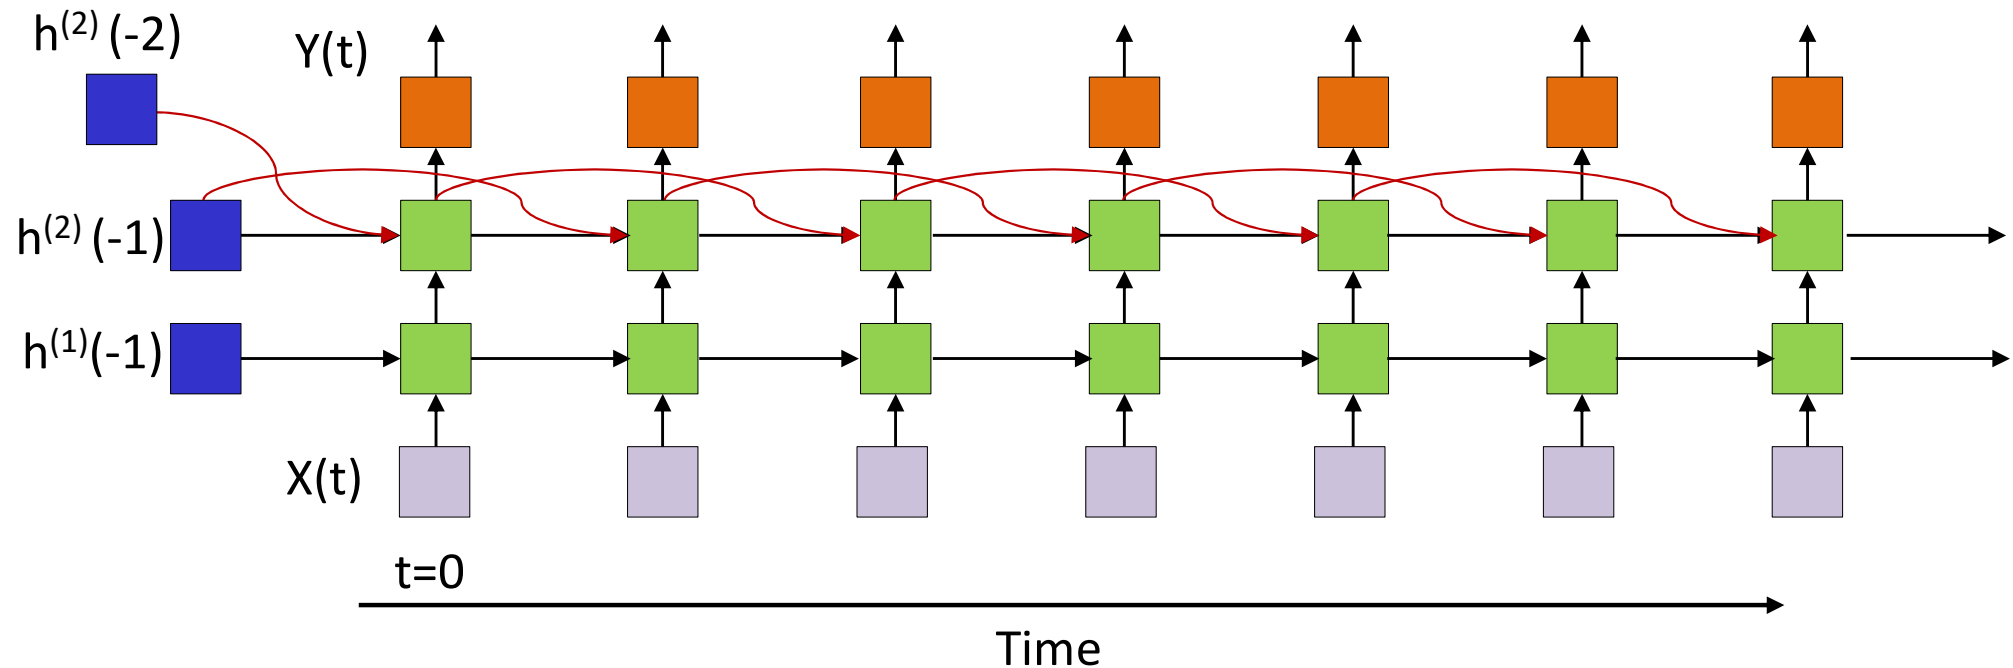 h⁽²⁾ (-2)
Y(t)
h⁽²⁾ (-1)
h⁽¹⁾(-1)
X(t)
t=0
Time